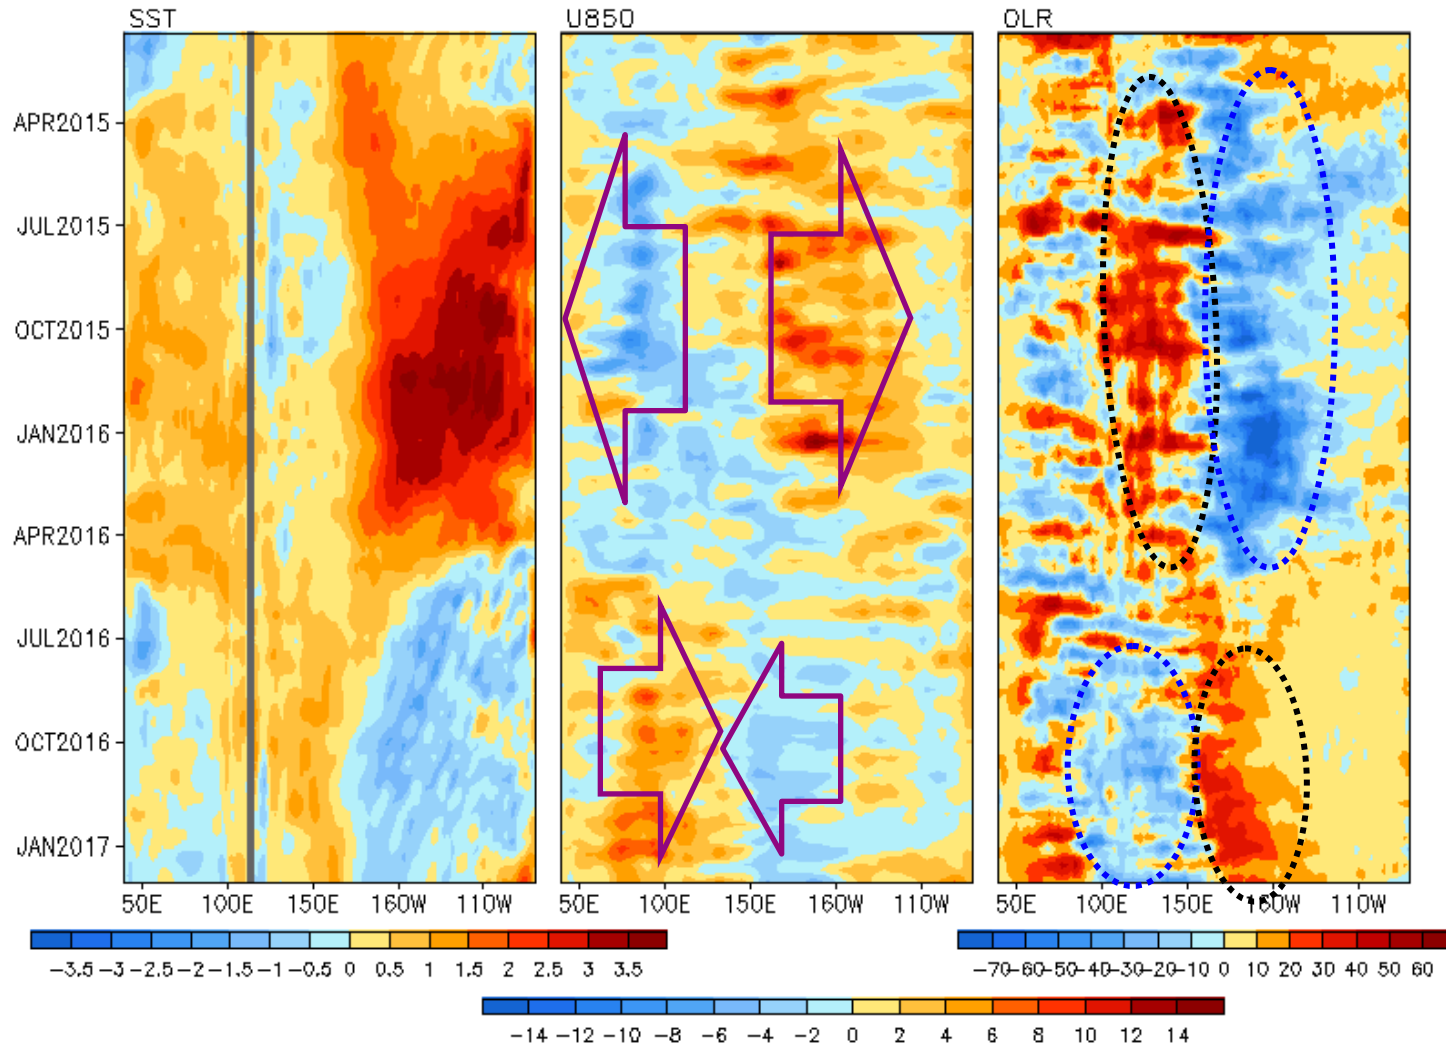 SST U850 OLR
APR2015
JUL2015
OCT2015
JAN2016
APR2016
JUL2016
OCT2016
JAN2017
50E 100E 150E 160W 110W 50E 100E 150E 160W 110W 50E 100E 150E 160W 110W
-3.5 -3 -2.5 -2 -1.5 -1 -0.5 0 0.5 1 1.5 2 2.5 3 3.5
-70 -60 -50 -40 -30 -20 -10 0 10 20 30 40 50 60
-14 -12 -10 -8 -6 -4 -2 0 2 4 6 8 10 12 14